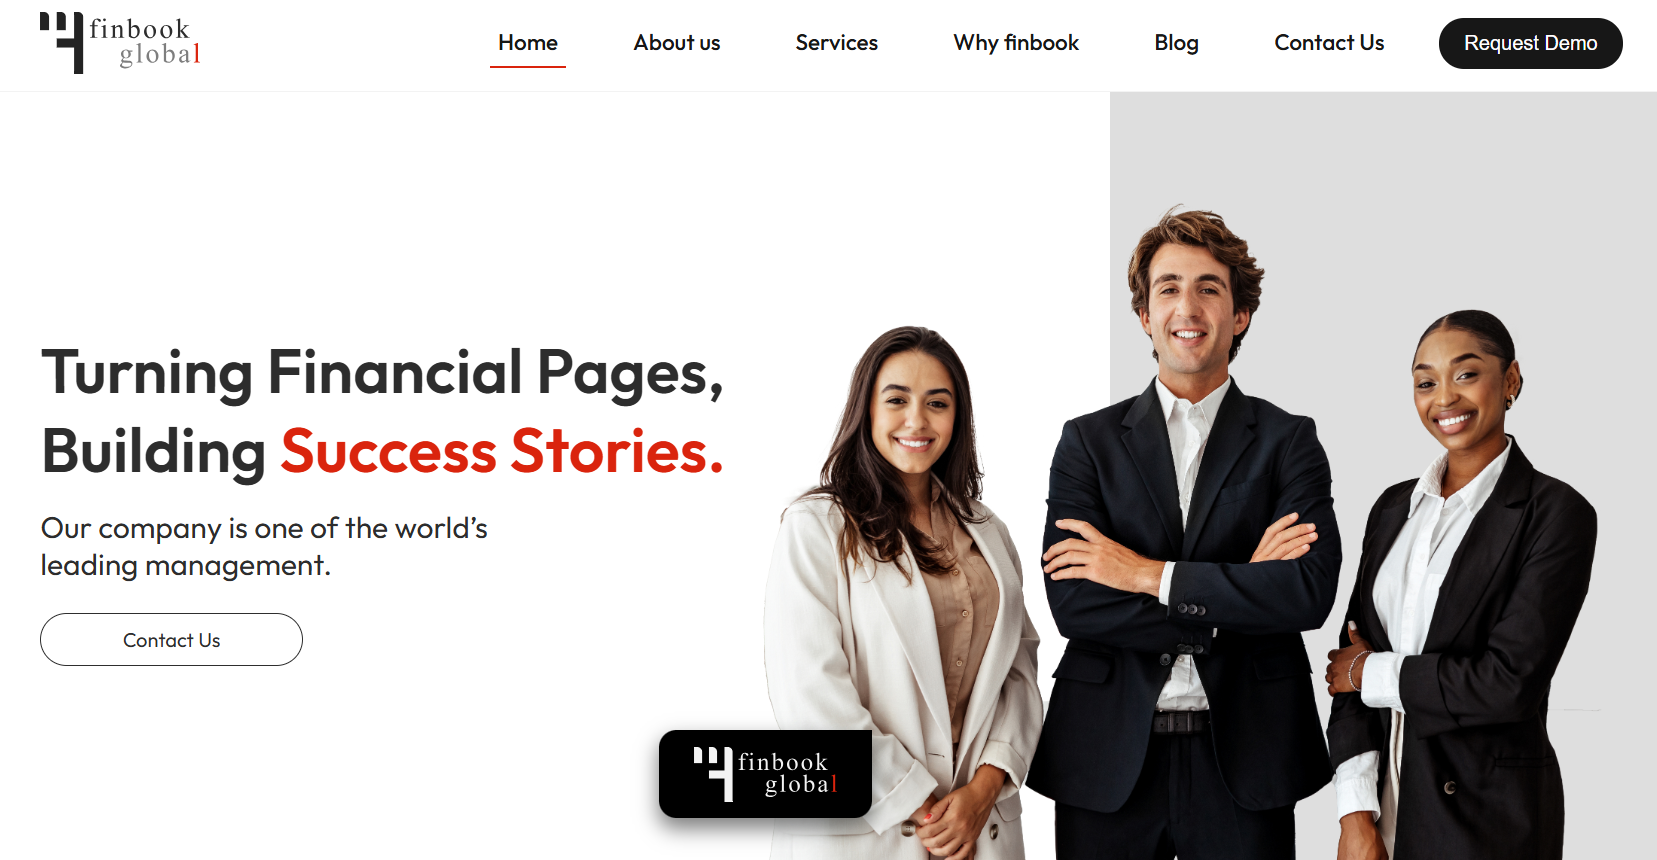 finbook
global
Home
About us
Services
Why finbook
Blog
Contact Us
Request Demo
Turning Financial Pages,
Building Success Stories.
Our company is one of the world’s
leading management.
Contact Us
finbook
global